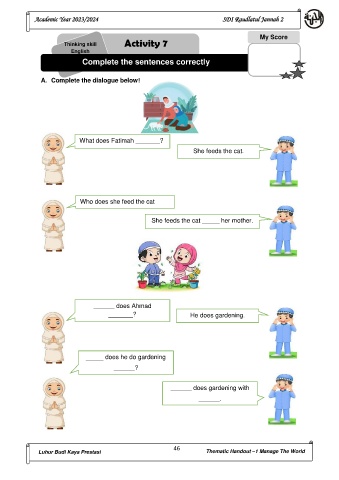 Academic Year 2023/2024
SDI Raudlatul Jannah 2
Thinking skill
English
Activity 7
My Score
Complete the sentences correctly
A. Complete the dialogue below!
What does Fatimah _______?
She feeds the cat.
Who does she feed the cat
She feeds the cat _____ her mother.
______ does Ahmad
_______?
He does gardening.
_____ does he do gardening
______?
______ does gardening with
______.
46
Luhur Budi Kaya Prestasi
Thematic Handout – I Manage The World